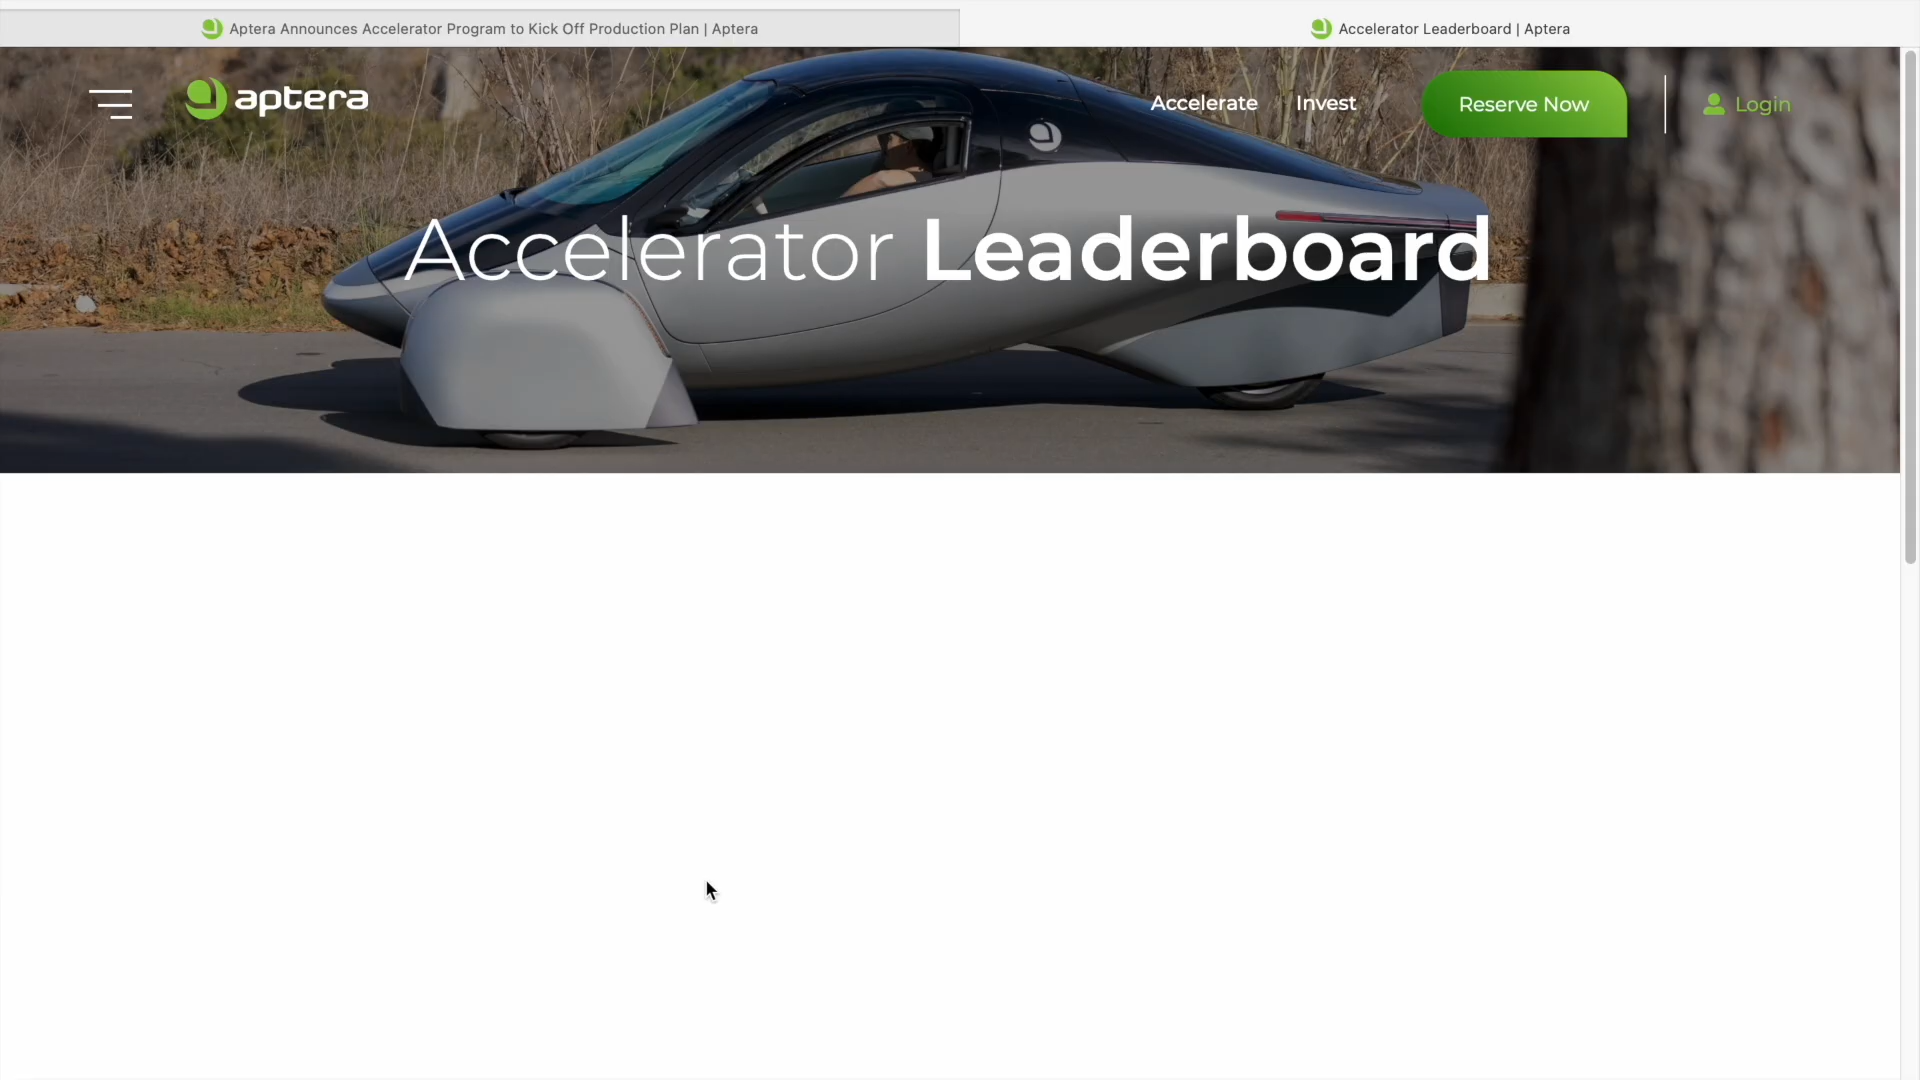 Aptera Announces Accelerator Program to Kick Off Production Plan | Aptera
Accelerator Leaderboard | Aptera
aptera
Accelerate
Invest
Reserve Now
Login
Accelerator Leaderboard